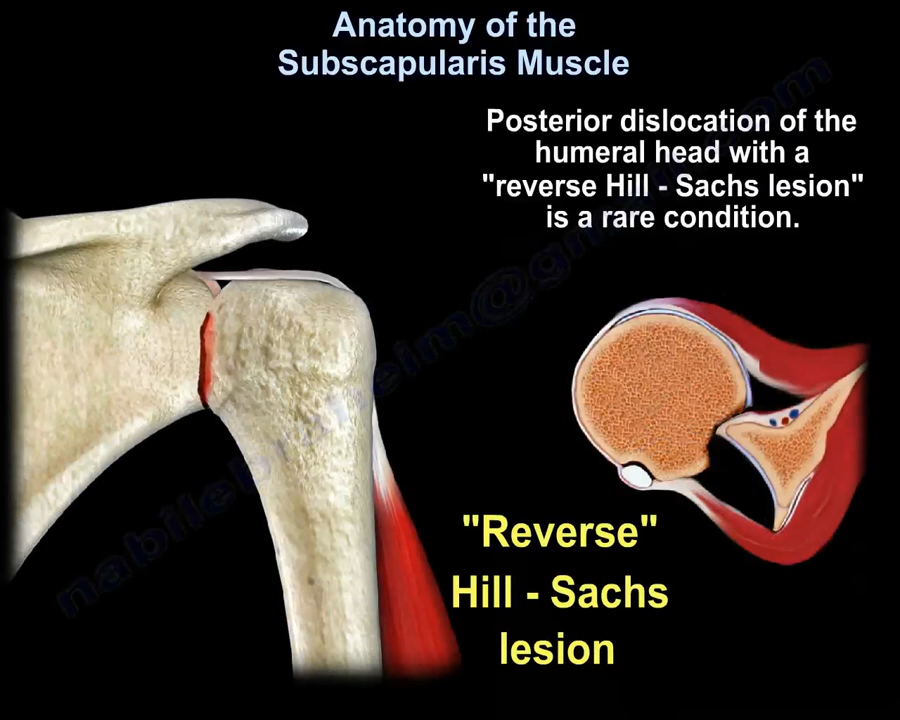 Anatomy of the
Subscapularis Muscle
Posterior dislocation of the
humeral head with a
"reverse Hill - Sachs lesion"
is a rare condition.
"Reverse"
Hill - Sachs
lesion